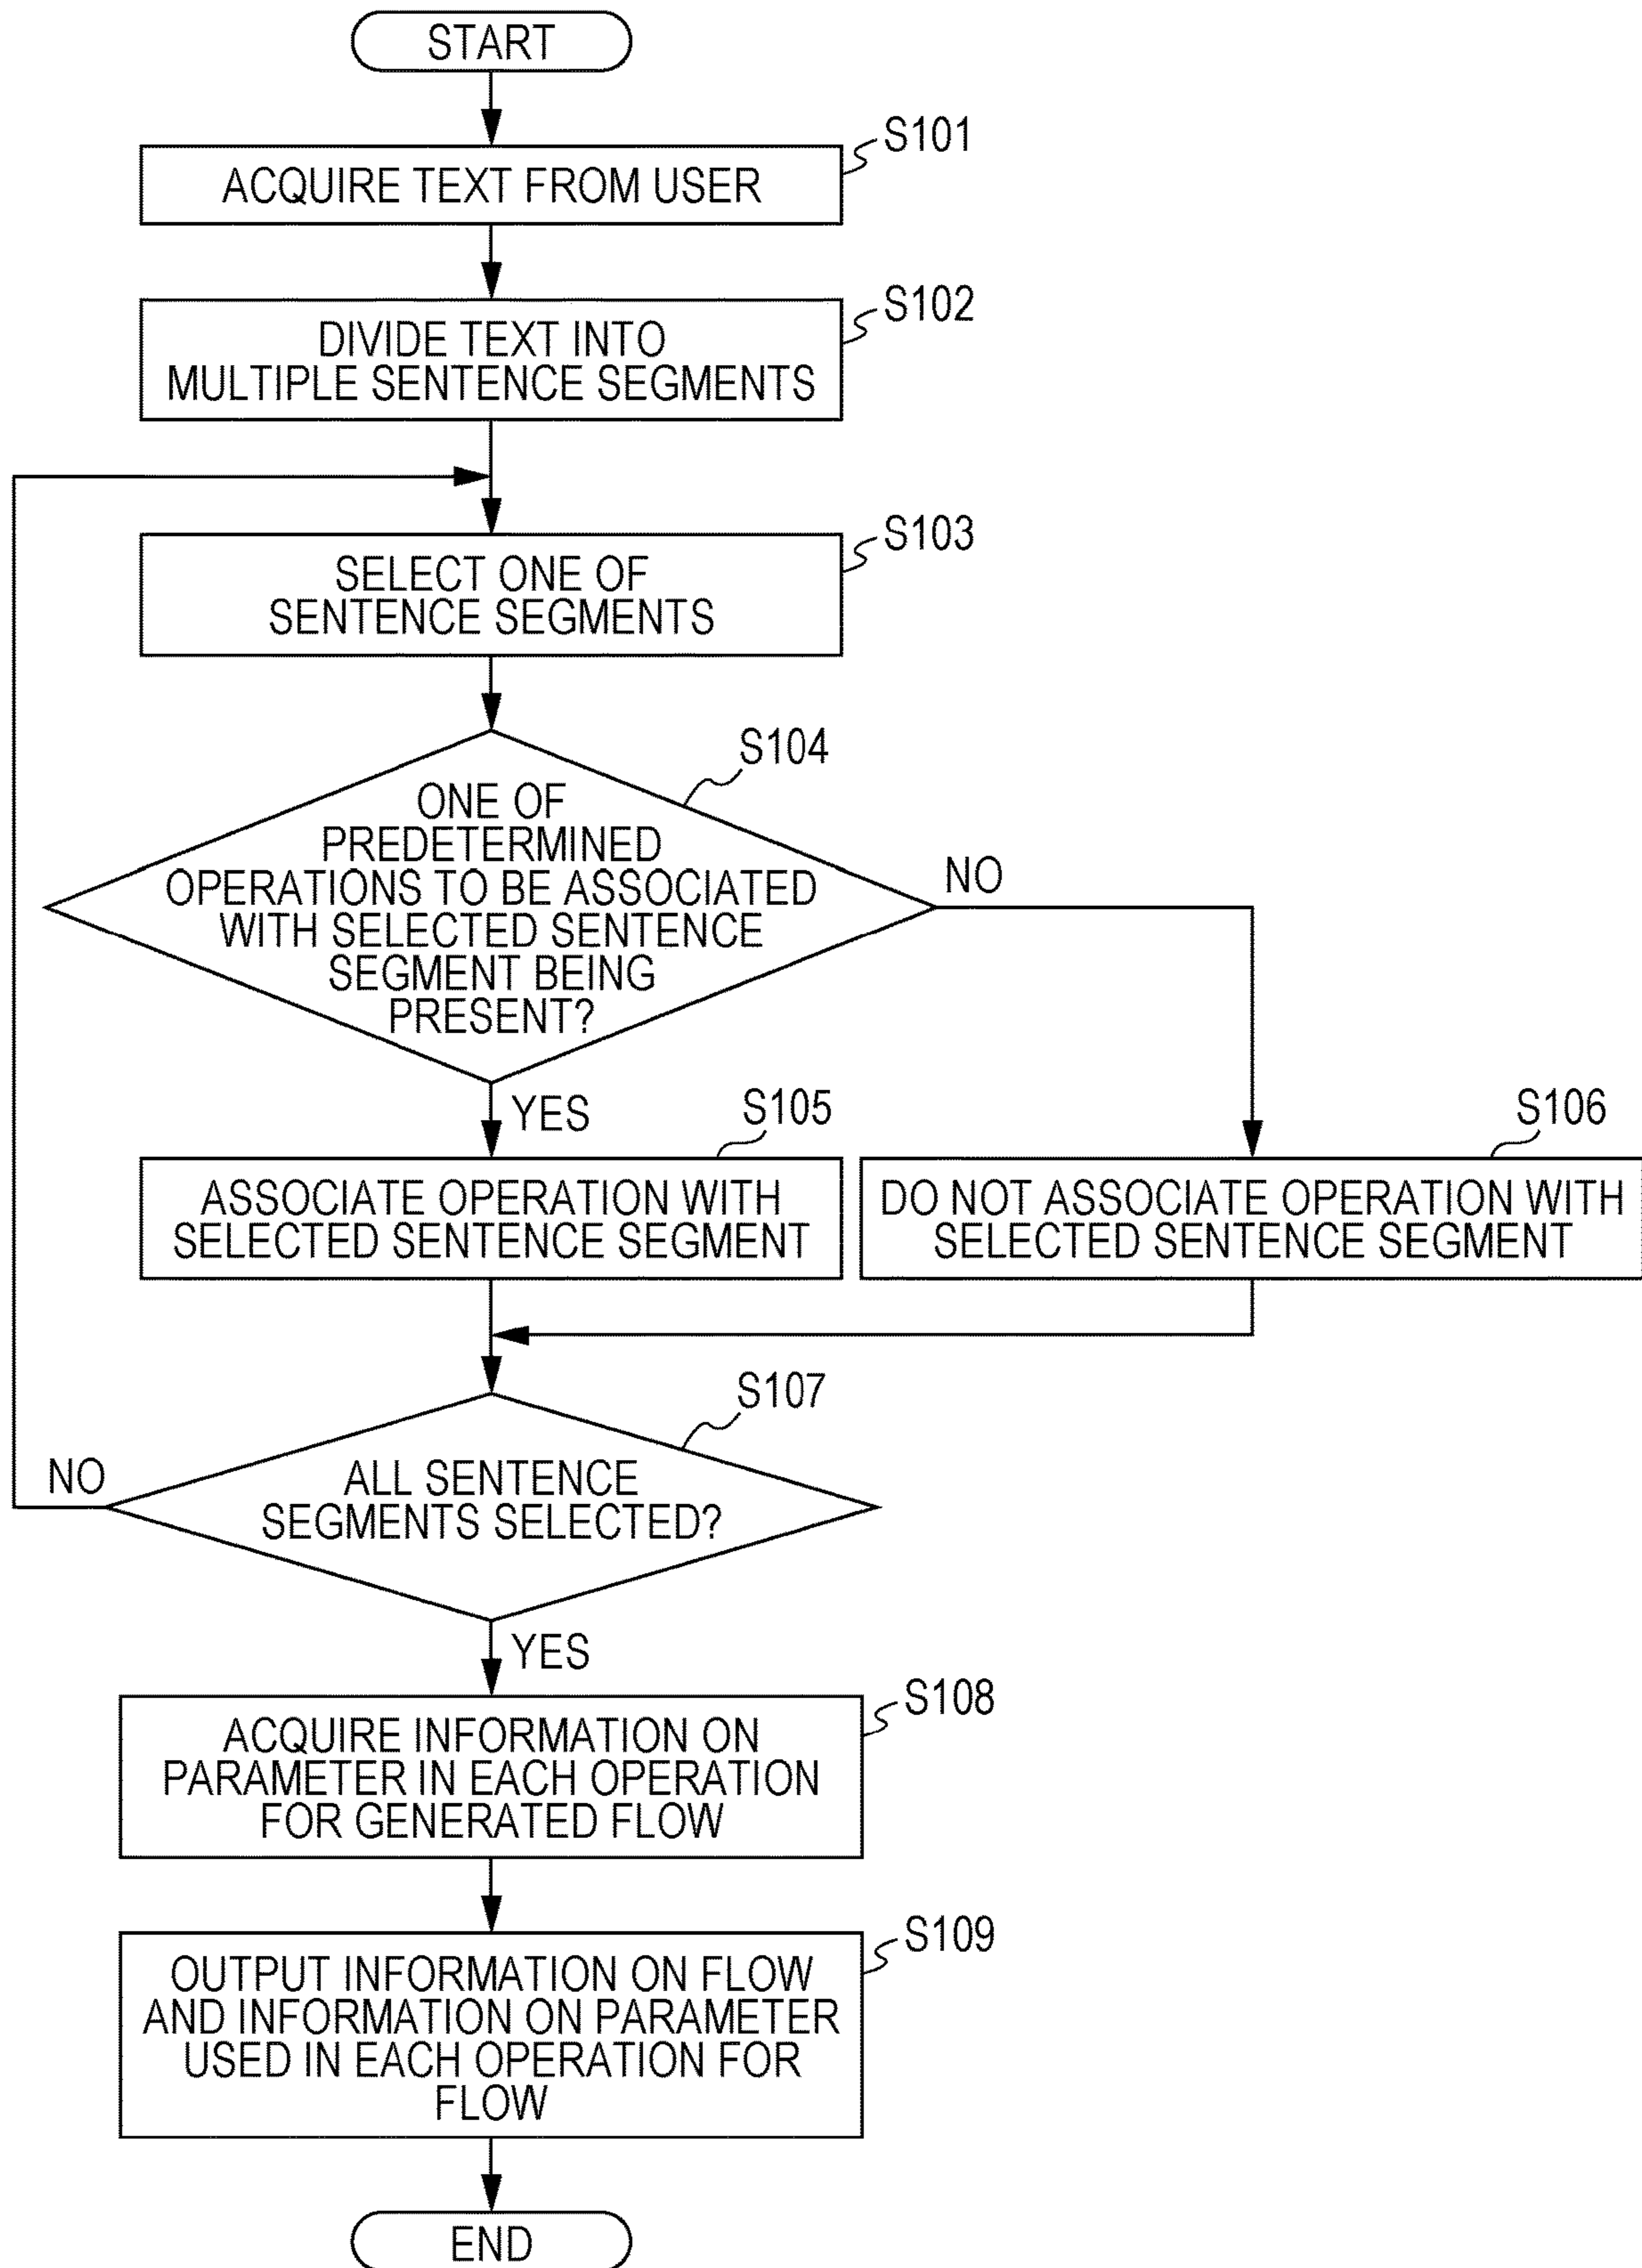 START
S101
ACQUIRE TEXT FROM USER
S102
DIVIDE TEXT INTO
MULTIPLE SENTENCE SEGMENTS
S103
SELECT ONE OF
SENTENCE SEGMENTS
S104
ONE OF
PREDETERMINED
OPERATIONS TO BE ASSOCIATED
WITH SELECTED SENTENCE
SEGMENT BEING
PRESENT?
NO
YES
S105
ASSOCIATE OPERATION WITH
SELECTED SENTENCE SEGMENT
S106
DO NOT ASSOCIATE OPERATION WITH
SELECTED SENTENCE SEGMENT
S107
ALL SENTENCE
SEGMENTS SELECTED?
NO
YES
S108
ACQUIRE INFORMATION ON
PARAMETER IN EACH OPERATION
FOR GENERATED FLOW
S109
OUTPUT INFORMATION ON FLOW
AND INFORMATION ON PARAMETER
USED IN EACH OPERATION FOR
FLOW
END